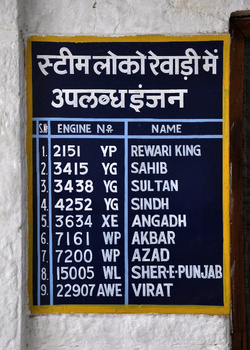 स्टीम लोको रेवाड़ी में
उपलब्ध इंजन
S.N ENGINE NO. NAME
1. 2151 YP REWARI KING
2. 3415 YG SAHIB
3. 3438 YG SULTAN
4. 4252 YG SINDH
5. 3634 XE ANGADH
6. 7161 WP AKBAR
7. 7200 WP AZAD
8. 15005 WL SHER-E-PUNJAB
9. 22907 AWE VIRAT